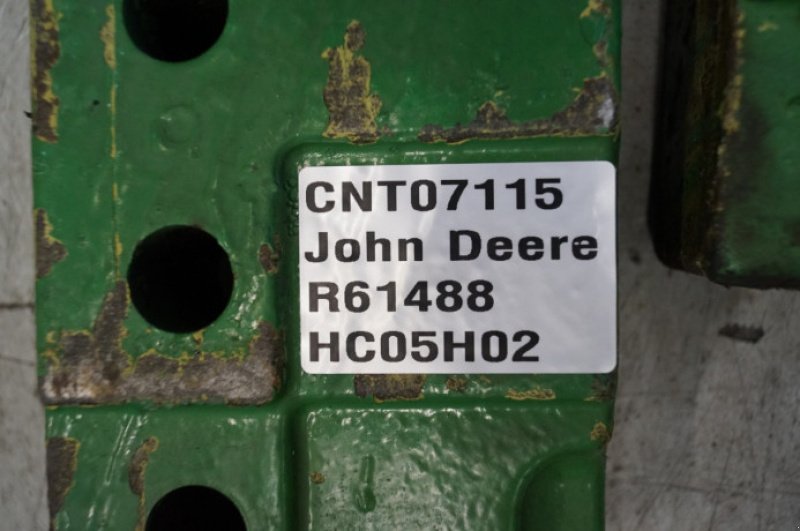 CNT07115
John Deere
R61488
HC05H02